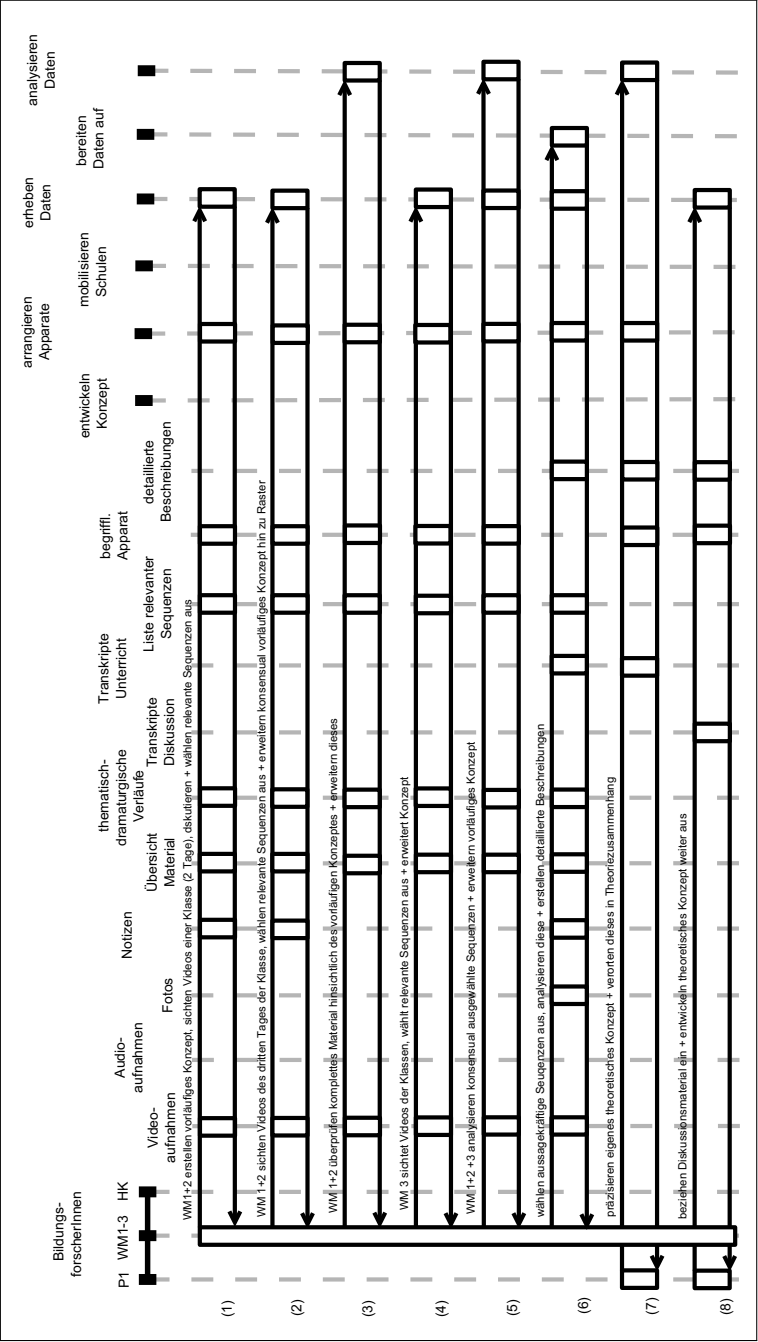 Bildungs-
forscherInnen
P1
WM1-3
HK
Video-
aufnahmen
Audio-
aufnahmen
Fotos
Notizen
Übersicht
Material
thematisch-
dramaturgische
Verläufe
Transkripte
Diskussion
Transkripte
Unterricht
Liste relevanter
Sequenzen
begriffl.
Apparat
detaillierte
Beschreibungen
entwickeln
Konzept
arrangieren
Apparate
mobilisieren
Schulen
erheben
Daten
bereiten
Daten auf
analysieren
Daten
(1)
WM1+2 erstellen vorläufiges Konzept, sichten Videos einer Klasse (2 Tage), dskutieren + wählen relevante Sequenzen aus
(2)
WM 1+2 sichten Videos des dritten Tages der Klasse, wählen relevante Sequenzen aus + erweitern konsensual vorläufiges Konzept hin zu Raster
(3)
WM 1+2 überprüfen komplettes Material hinsichtlich des vorläufigen Konzeptes + erweitern dieses
(4)
WM 3 sichtet Videos der Klassen, wählt relevante Sequenzen aus + erweitert Konzept
(5)
WM 1+2 +3 analysieren konsensual ausgewählte Sequenzen + erweitern vorläufiges Konzept
(6)
wählen aussagekräftige Seuqenzen aus, analysieren diese + erstellen detaillierte Beschreibungen
(7)
präzisieren eigenes theoretisches Konzept + verorten dieses in Theoriezusammenhang
(8)
beziehen Diskussionsmaterial ein + entwickeln theoretisches Konzept weiter aus